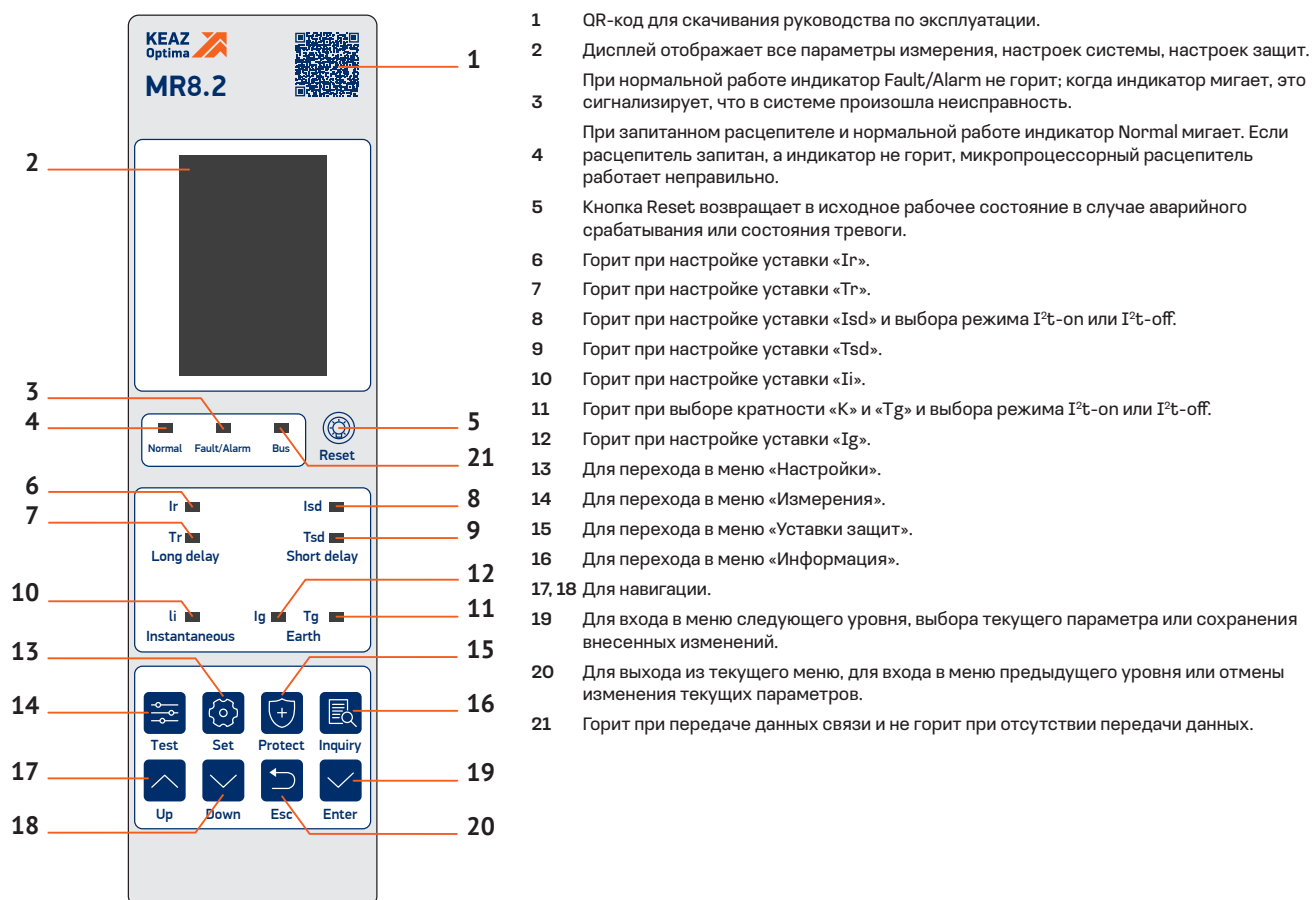 KEAZ
Optima
MR8.2
1
2
3
4
Normal
Fault/Alarm
Bus
5
Reset
21
6
Ir
Isd
8
7
Tr
Tsd
9
Long delay
Short delay
12
10
Ii
Ig
Tg
11
Instantaneous
Earth
13
15
14
16
Test
Set
Protect
Inquiry
17
19
Up
Down
Esc
Enter
18
20
1 QR-код для скачивания руководства по эксплуатации.
2 Дисплей отображает все параметры измерения, настроек системы, настроек защит.
При нормальной работе индикатор Fault/Alarm не горит; когда индикатор мигает, это
3 сигнализирует, что в системе произошла неисправность.
При запитанном расцепителе и нормальной работе индикатор Normal мигает. Если
4 расцепитель запитан, а индикатор не горит, микропроцессорный расцепитель
работает неправильно.
5 Кнопка Reset возвращает в исходное рабочее состояние в случае аварийного
срабатывания или состояния тревоги.
6 Горит при настройке уставки «Ir».
7 Горит при настройке уставки «Tr».
8 Горит при настройке уставки «Isd» и выбора режима I²t-on или I²t-off.
9 Горит при настройке уставки «Tsd».
10 Горит при настройке уставки «Ii».
11 Горит при выборе кратности «K» и «Tg» и выбора режима I²t-on или I²t-off.
12 Горит при настройке уставки «Ig».
13 Для перехода в меню «Настройки».
14 Для перехода в меню «Измерения».
15 Для перехода в меню «Уставки защит».
16 Для перехода в меню «Информация».
17, 18 Для навигации.
19 Для входа в меню следующего уровня, выбора текущего параметра или сохранения
внесенных изменений.
20 Для выхода из текущего меню, для входа в меню предыдущего уровня или отмены
изменения текущих параметров.
21 Горит при передаче данных связи и не горит при отсутствии передачи данных.